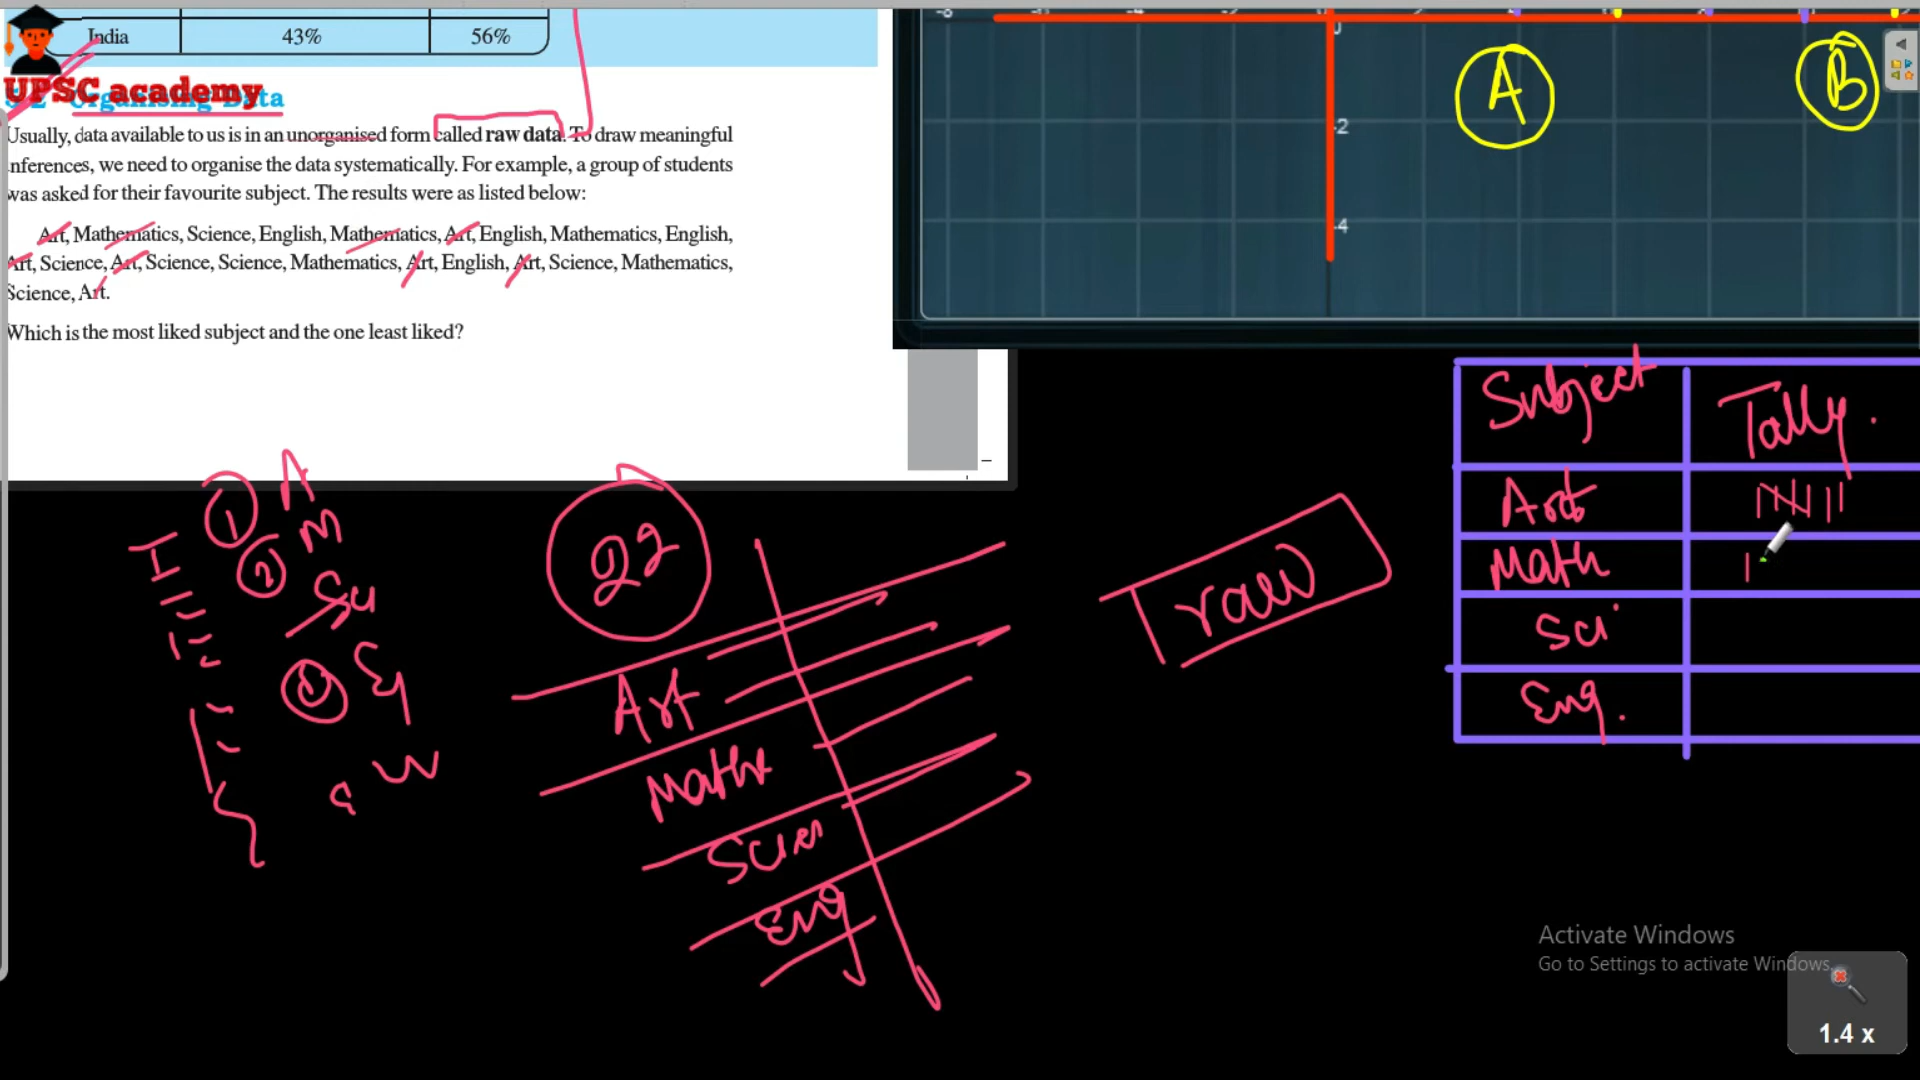 India 43% 56%
UPSC academy
Organising Data
Usually, data available to us is in an unorganised form called raw data. To draw meaningful
nferences, we need to organise the data systematically. For example, a group of students
was asked for their favourite subject. The results were as listed below:
Art, Mathematics, Science, English, Mathematics, Art, English, Mathematics, English,
Art, Science, Art, Science, Science, Mathematics, Art, English, Art, Science, Mathematics,
Science, Art.
Which is the most liked subject and the one least liked?
0
-2
-4
A
B
Subject Tally.
Art
Math
Sci
Eng.
1 A
2 M
22
raw
Art
Eng
Activate Windows
Go to Settings to activate Windows.
1.4 x